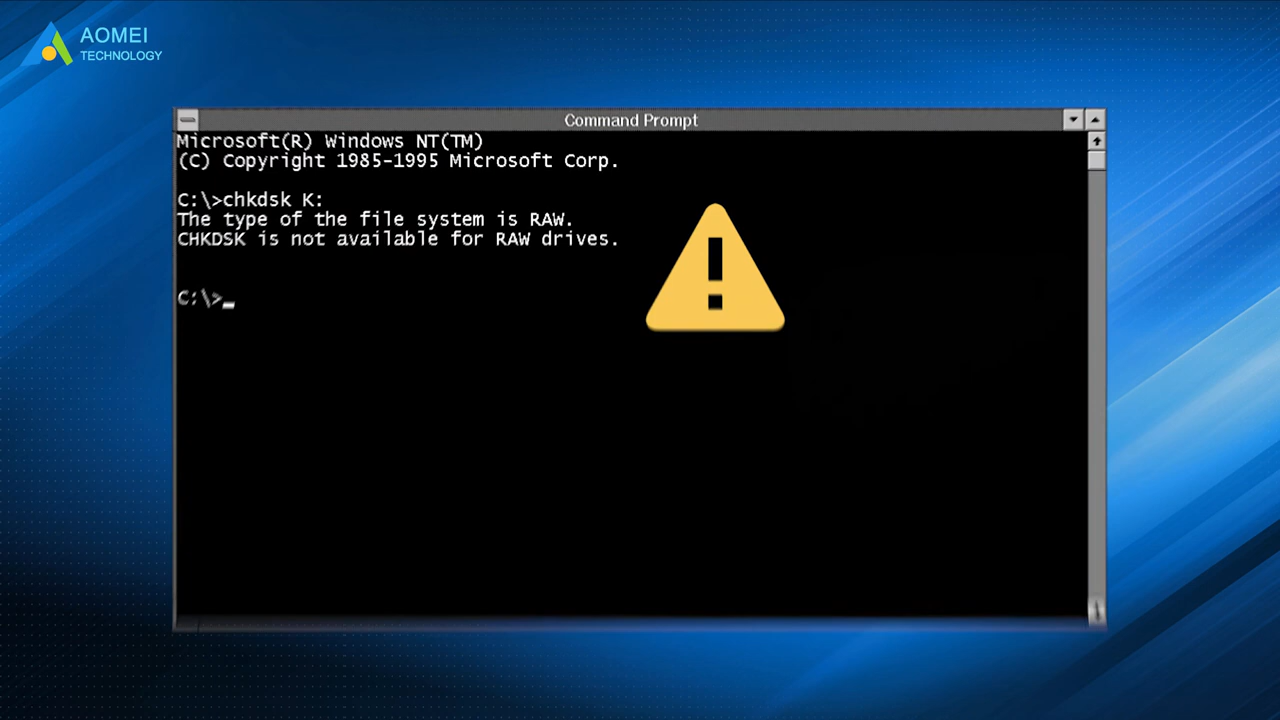 AOMEI
TECHNOLOGY
Command Prompt
Microsoft(R) Windows NT(TM)
(C) Copyright 1985-1995 Microsoft Corp.
C:\>chkdsk K:
The type of the file system is RAW.
CHKDSK is not available for RAW drives.
C:\>_